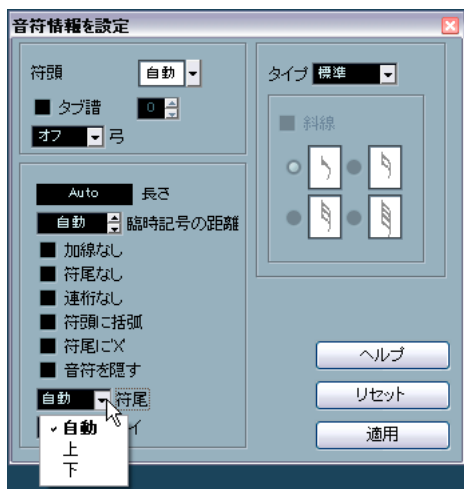 音符情報を設定
符頭 自動
タブ譜 0
オフ 弓
タイプ 標準
斜線
Auto 長さ
自動 臨時記号の距離
加線なし
符尾なし
連桁なし
符頭に括弧
符尾に'X'
音符を隠す
自動 符尾
イ
自動
上
下
ヘルプ
リセット
適用